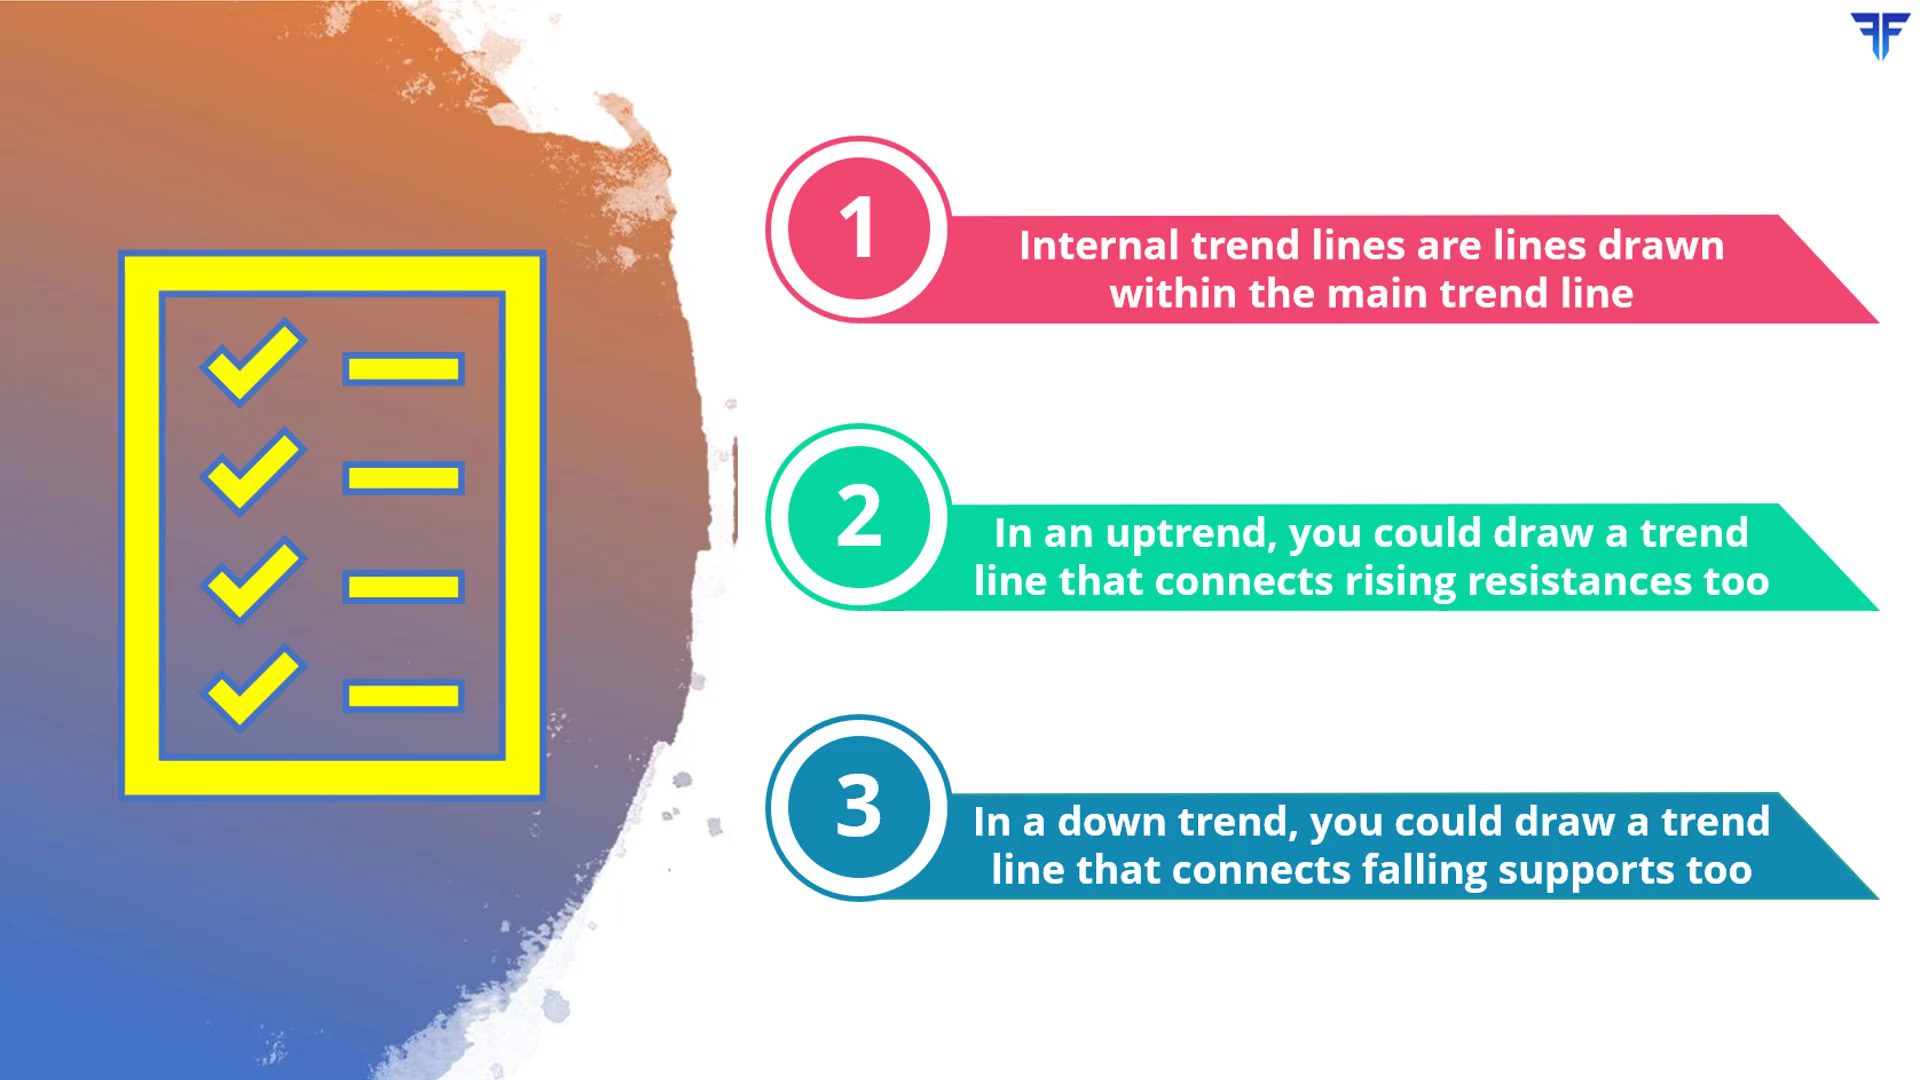 1
Internal trend lines are lines drawn
within the main trend line
2
In an uptrend, you could draw a trend
line that connects rising resistances too
3
In a down trend, you could draw a trend
line that connects falling supports too